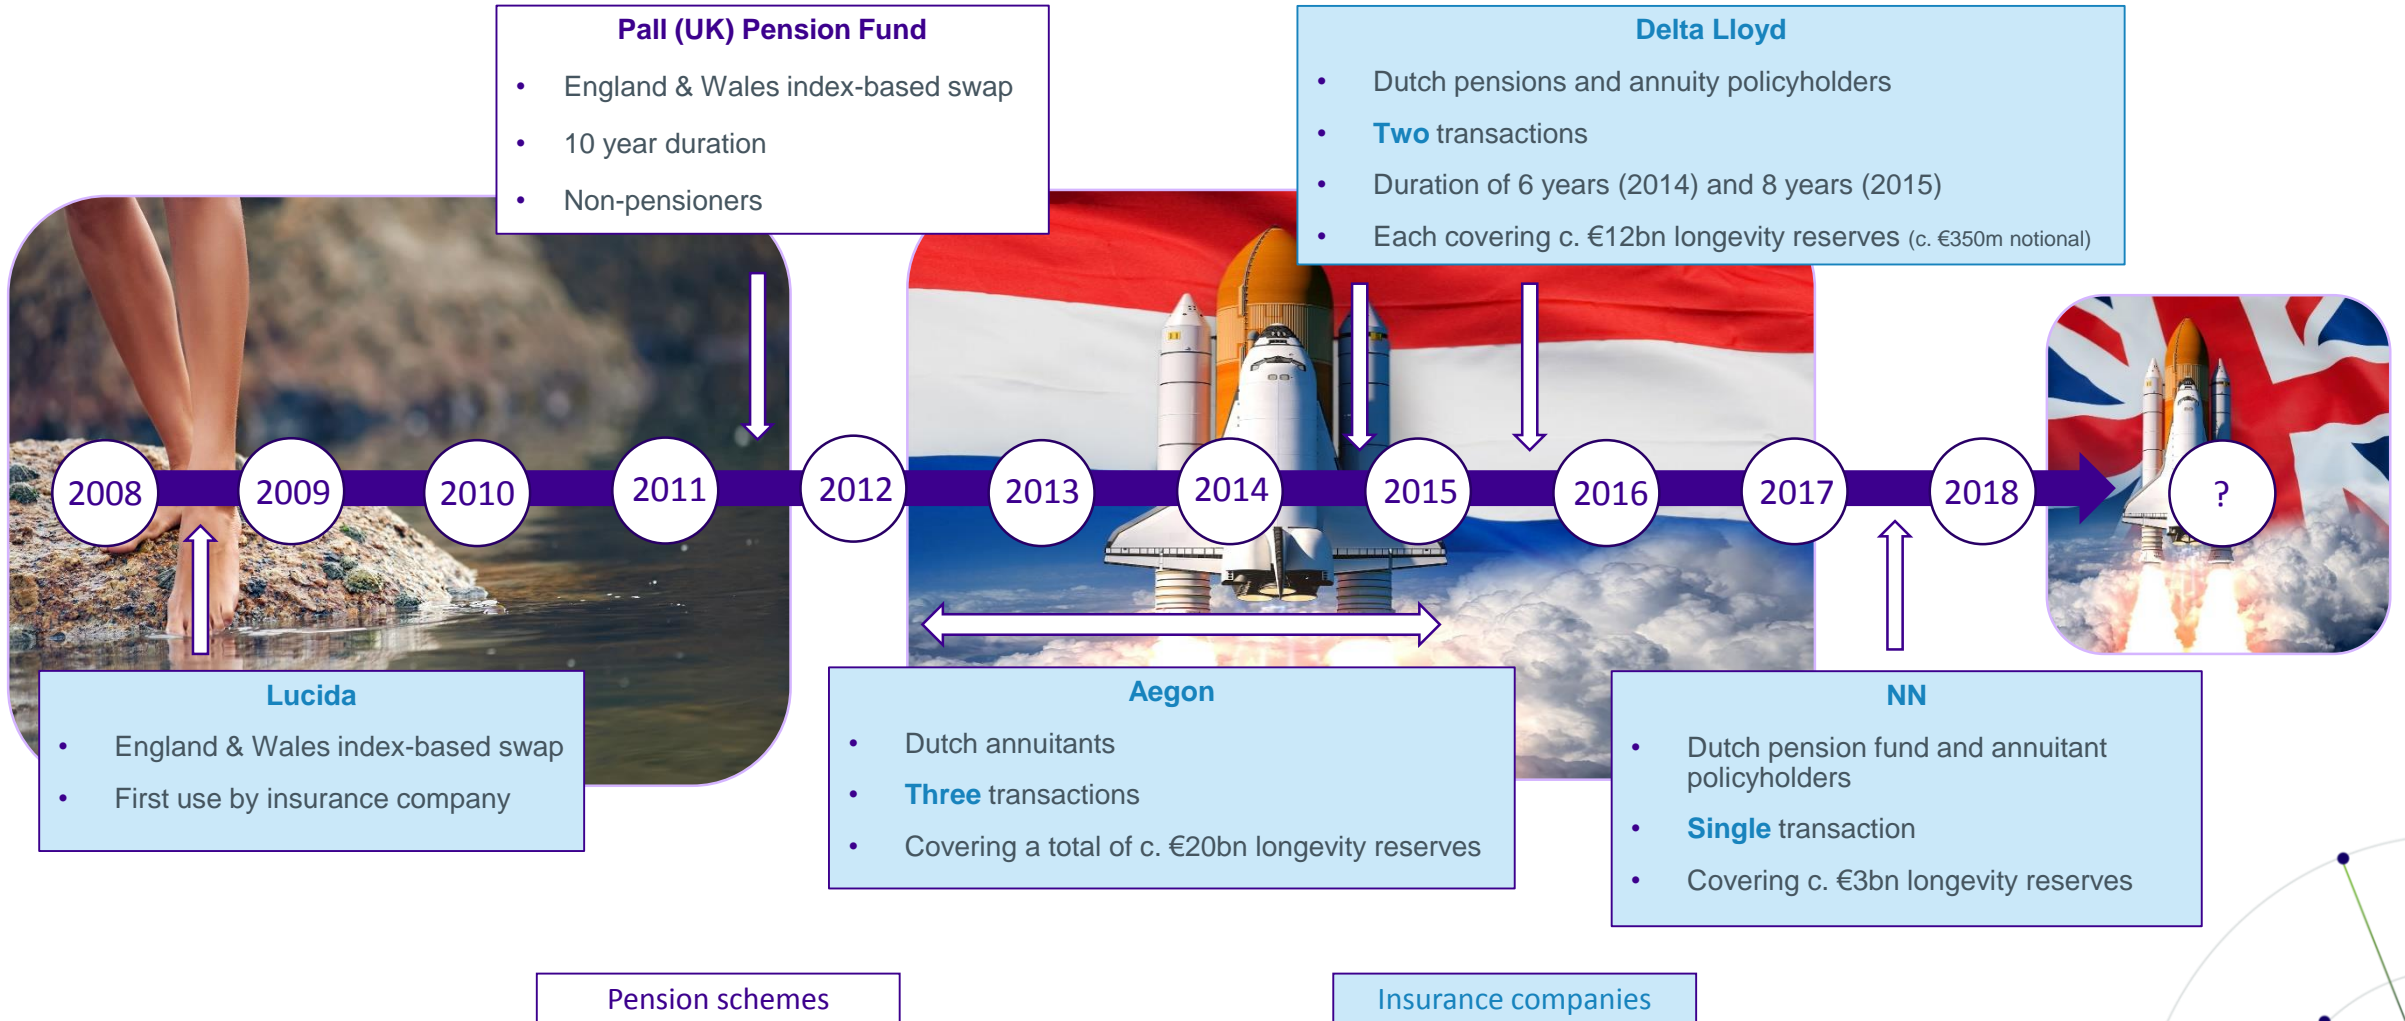 Pall (UK) Pension Fund
• England & Wales index-based swap
• 10 year duration
• Non-pensioners
Delta Lloyd
• Dutch pensions and annuity policyholders
• Two transactions
• Duration of 6 years (2014) and 8 years (2015)
• Each covering c. €12bn longevity reserves (c. €350m notional)
2008 2009 2010 2011 2012 2013 2014 2015 2016 2017 2018 ?
Lucida
• England & Wales index-based swap
• First use by insurance company
Aegon
• Dutch annuitants
• Three transactions
• Covering a total of c. €20bn longevity reserves
NN
• Dutch pension fund and annuitant
policyholders
• Single transaction
• Covering c. €3bn longevity reserves
Pension schemes
Insurance companies